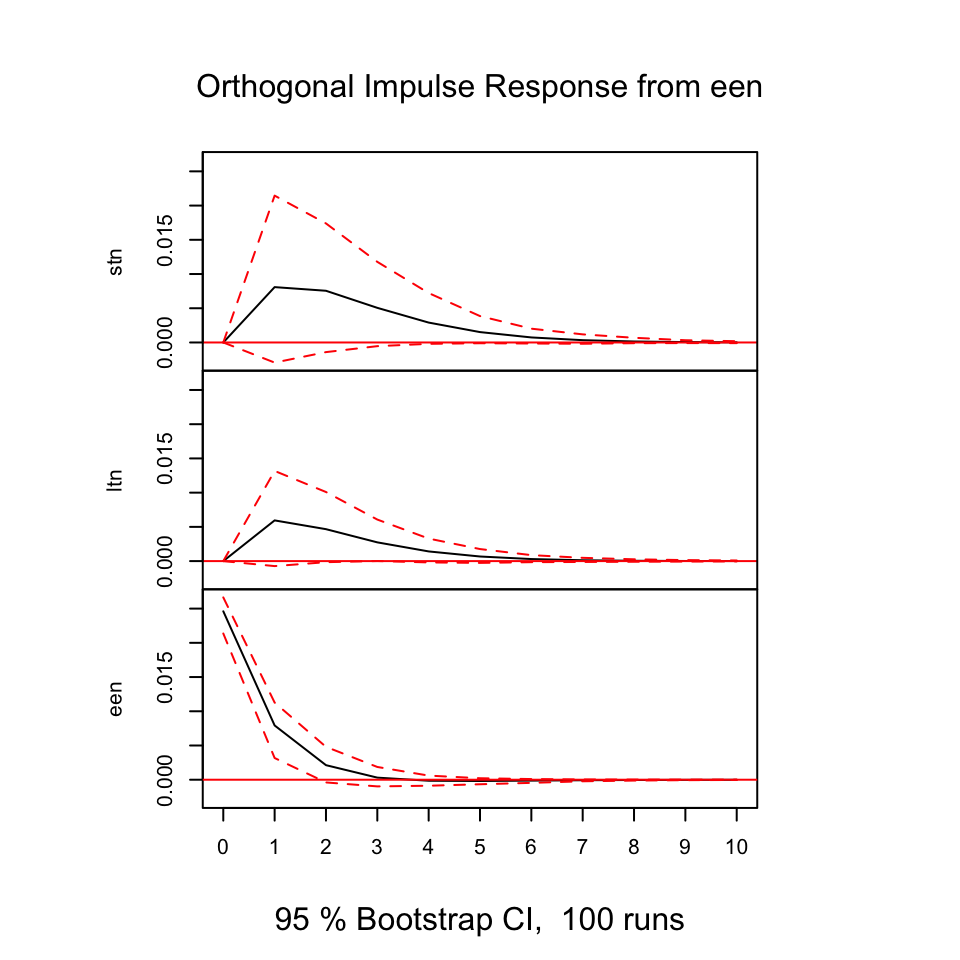 Orthogonal Impulse Response from een
stn
0.015
0.000
ltn
0.015
0.000
een
0.015
0.000
0 1 2 3 4 5 6 7 8 9 10
95 % Bootstrap CI,  100 runs